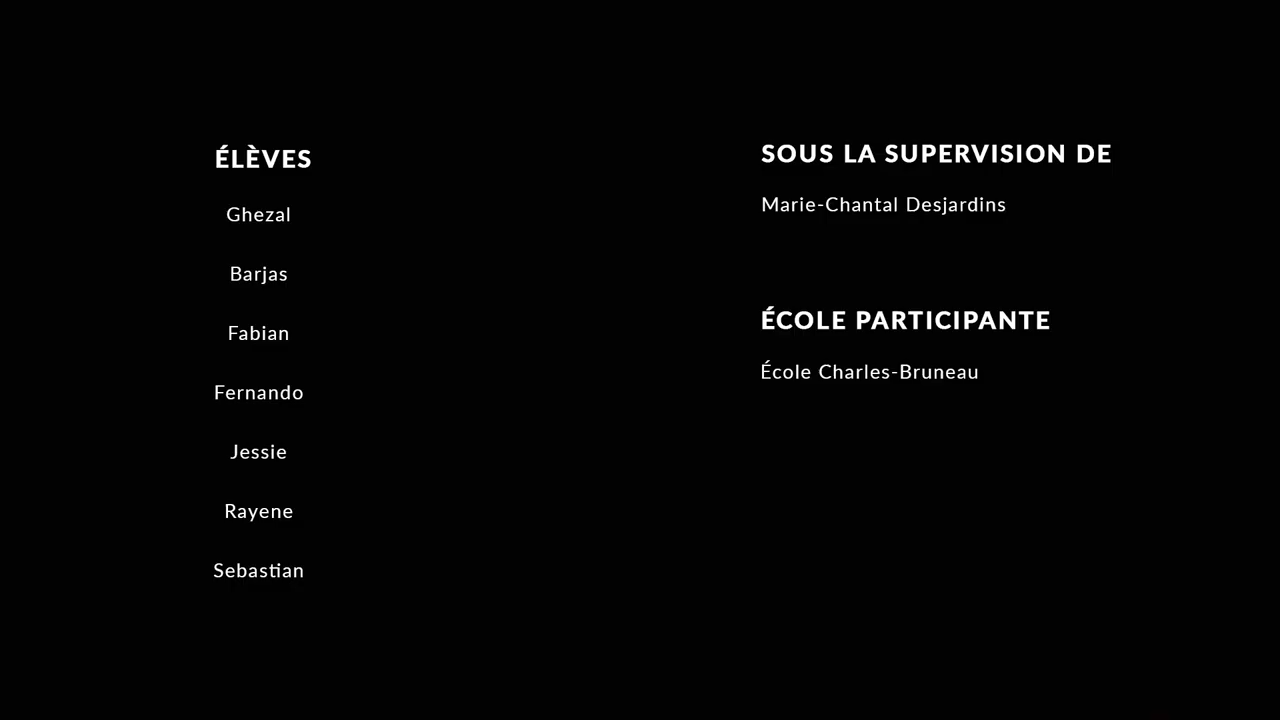 ÉLÈVES
Ghezal
Barjas
Fabian
Fernando
Jessie
Rayene
Sebastian
SOUS LA SUPERVISION DE
Marie-Chantal Desjardins
ÉCOLE PARTICIPANTE
École Charles-Bruneau